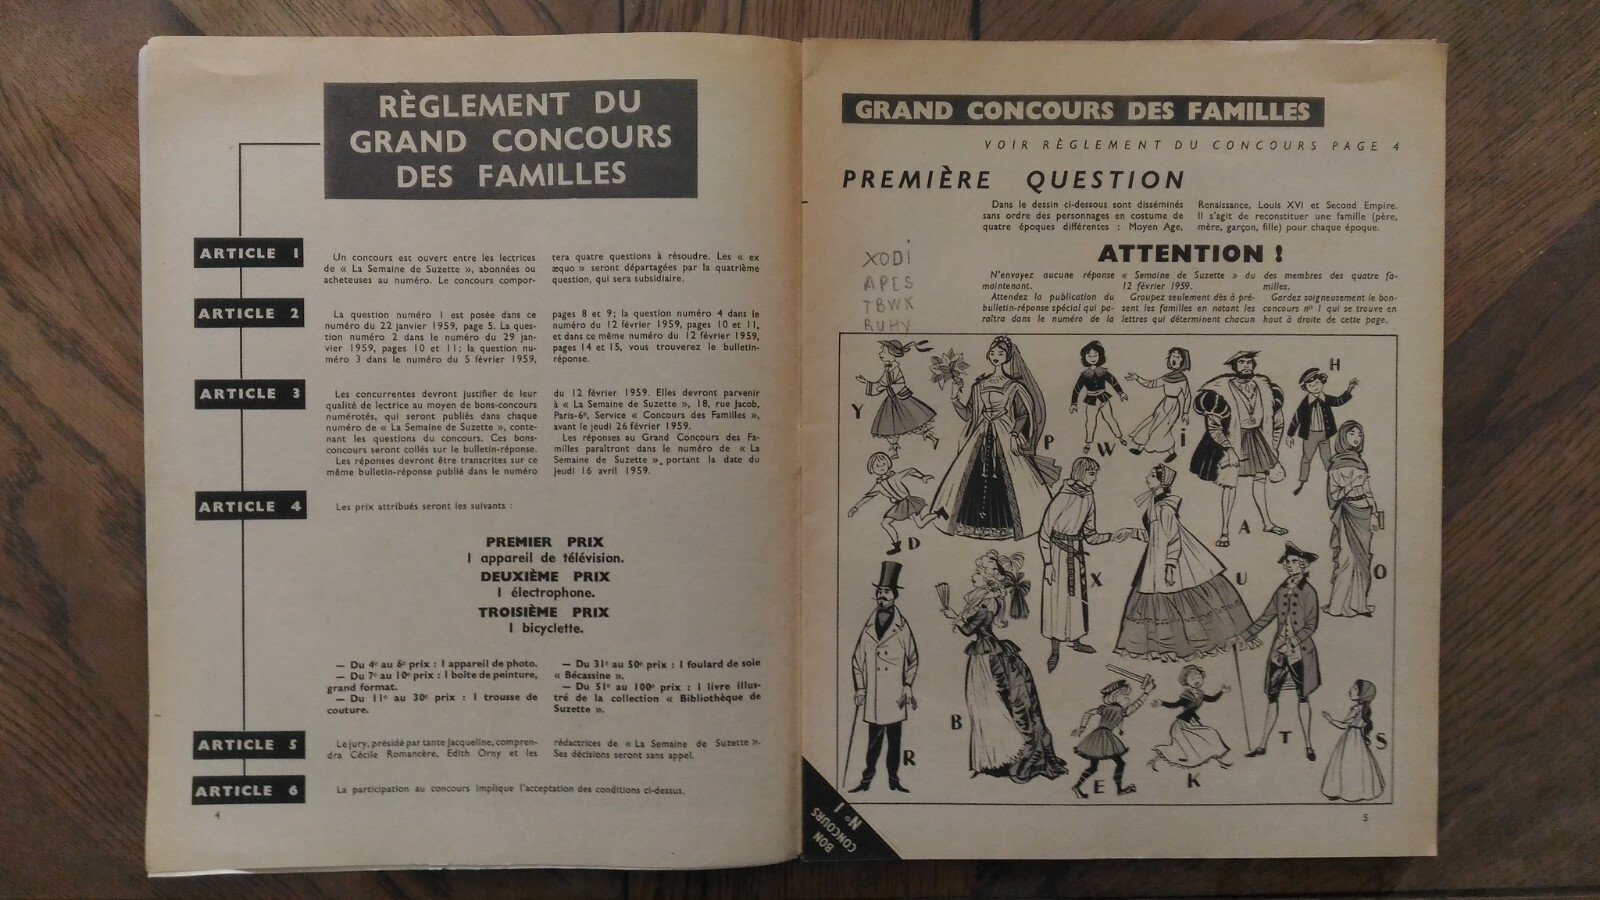 RÈGLEMENT DU
GRAND CONCOURS
DES FAMILLES
ARTICLE 1
Un concours est ouvert entre les lectrices
de « La Semaine de Suzette », abonnées ou
acheteuses au numéro. Le concours compor-
tera quatre questions à résoudre. Les « ex
æquo » seront départagées par la quatrième
question, qui sera subsidiaire.
ARTICLE 2
La question numéro 1 est posée dans ce
numéro du 22 janvier 1959, page 5. La ques-
tion numéro 2 dans le numéro du 29 jan-
vier 1959, pages 10 et 11 ; la question nu-
méro 3 dans le numéro du 5 février 1959,
pages 8 et 9 ; la question numéro 4 dans le
numéro du 12 février 1959, pages 10 et 11,
et dans ce même numéro du 12 février 1959,
pages 14 et 15, vous trouverez le bulletin-
réponse.
ARTICLE 3
Les concurrentes devront justifier de leur
qualité de lectrice au moyen de bons-concours
numérotés, qui seront publiés dans chaque
numéro de « La Semaine de Suzette », conte-
nant les questions du concours. Ces bons-
concours seront collés sur le bulletin-réponse.
Les réponses devront être transcrites sur ce
même bulletin-réponse publié dans le numéro
du 12 février 1959. Elles devront parvenir
à « La Semaine de Suzette », 18, rue Jacob,
Paris-6e, Service « Concours des Familles »,
avant le jeudi 26 février 1959.
Les réponses au Grand Concours des Fa-
milles paraîtront dans le numéro de « La
Semaine de Suzette », portant la date du
jeudi 16 avril 1959.
ARTICLE 4
Les prix attribués seront les suivants :
PREMIER PRIX
1 appareil de télévision.
DEUXIÈME PRIX
1 électrophone.
TROISIÈME PRIX
1 bicyclette.
— Du 4e au 6e prix : 1 appareil de photo.
— Du 7e au 10e prix : 1 boîte de peinture,
grand format.
— Du 11e au 30e prix : 1 trousse de
couture.
— Du 31e au 50e prix : 1 foulard de soie
« Bécassine ».
— Du 51e au 100e prix : 1 livre illus-
tré de la collection « Bibliothèque de
Suzette ».
ARTICLE 5
Le jury, présidé par tante Jacqueline, compren-
dra Cécile Romancère, Edith Orny et les
rédactrices de « La Semaine de Suzette ».
Ses décisions seront sans appel.
ARTICLE 6
La participation au concours implique l'acceptation des conditions ci-dessus.
4
GRAND CONCOURS DES FAMILLES
VOIR RÈGLEMENT DU CONCOURS PAGE 4
PREMIÈRE QUESTION
Dans le dessin ci-dessous sont disséminés
sans ordre des personnages en costume de
quatre époques différentes : Moyen Age,
Renaissance, Louis XVI et Second Empire.
Il s'agit de reconstituer une famille (père,
mère, garçon, fille) pour chaque époque.
ATTENTION !
N'envoyez aucune réponse
maintenant.
Attendez la publication du
bulletin-réponse spécial qui pa-
raîtra dans le numéro de la
« Semaine de Suzette » du
12 février 1959.
Groupez seulement dès à pré-
sent les familles en notant les
lettres qui déterminent chacun
des membres des quatre fa-
milles.
Gardez soigneusement le bon-
concours n° 1 qui se trouve en
haut à droite de cette page.
XODi
APES
TBWK
RUHY
Y
P
W
i
H
D
A
X
U
O
R
B
E
K
T
S
BON
CONCOURS
N° 1
5